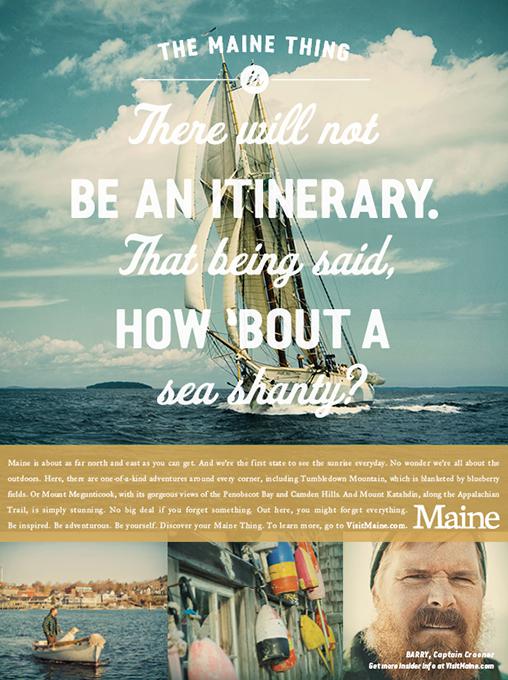 THE MAINE THING
is
There will not
BE AN ITINERARY.
That being said,
HOW 'BOUT A
sea shanty?
Maine is about as far north and east as you can get. And we're the first state to see the sunrise everyday. No wonder we're all about the
outdoors. Here, there are one-of-a-kind adventures around every corner, including Tumbledown Mountain, which is blanketed by blueberry
fields. Or Mount Megunticook, with its gorgeous views of the Penobscot Bay and Camden Hills. And Mount Katahdin, along the Appalachian
Trail, is simply stunning. No big deal if you forget something. Out here, you might forget everything.
Be inspired. Be adventurous. Be yourself. Discover your Maine Thing. To learn more, go to VisitMaine.com.
Maine
BARRY, Captain Crooner
Get more insider info at VisitMaine.com